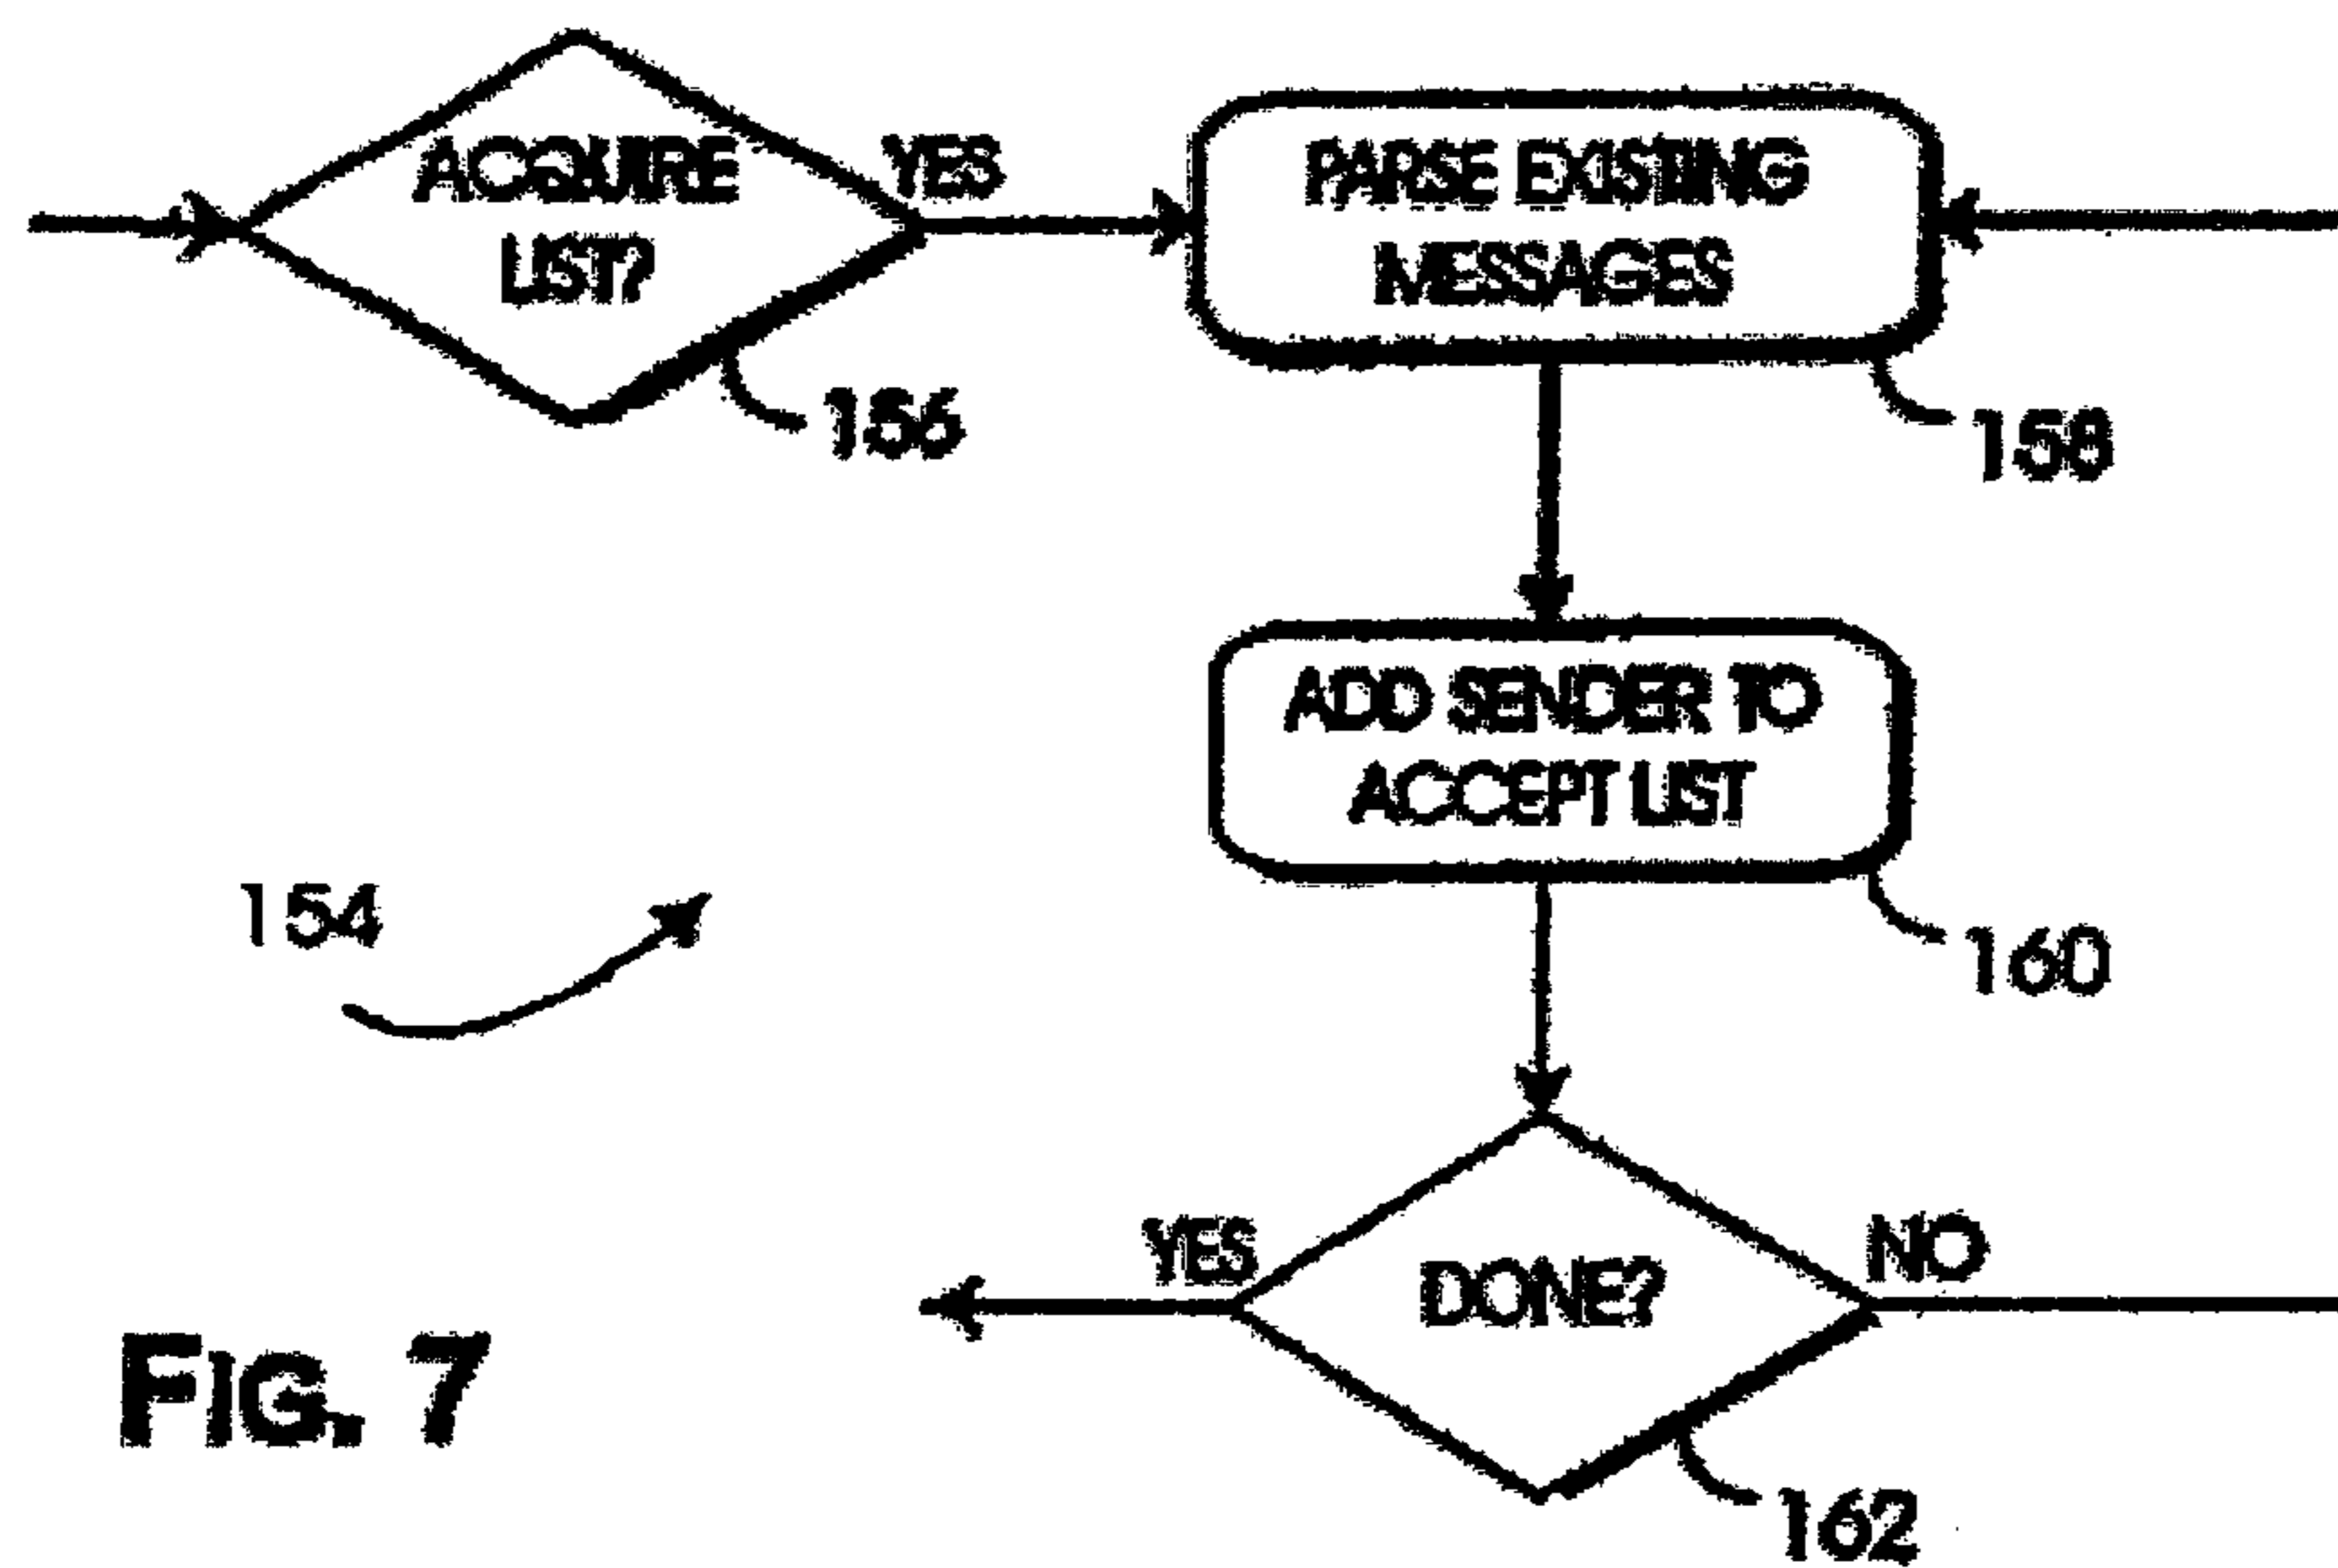 ACQUIRE
LIST?
YES
PARSE EXISTING
MESSAGES
156
158
ADD SENDER TO
ACCEPT LIST
154
160
YES
DONE?
NO
FIG. 7
162